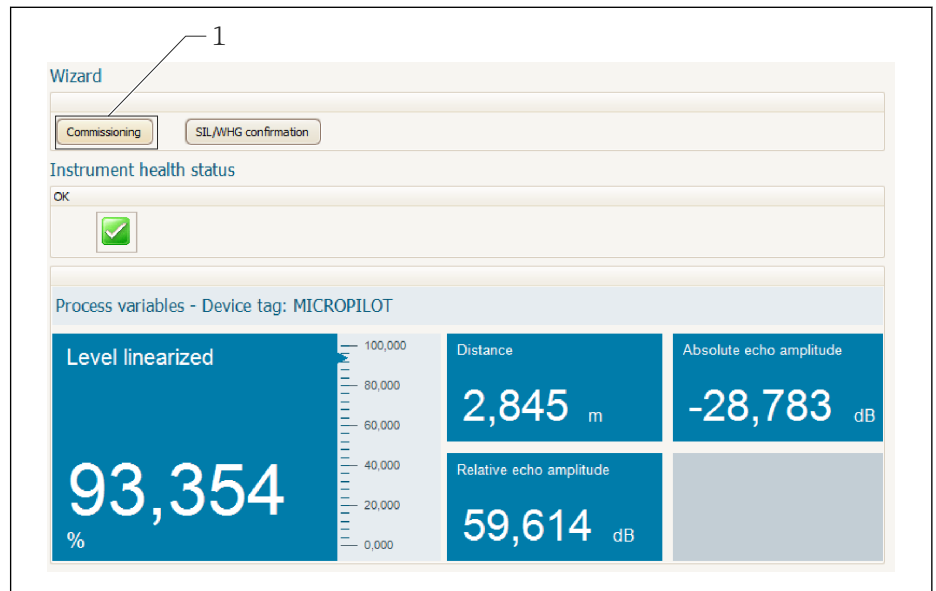 1
Wizard
Commissioning
SIL/WHG confirmation
Instrument health status
OK
Process variables - Device tag: MICROPILOT
Level linearized
93,354
%
100,000
80,000
60,000
40,000
20,000
0,000
Distance
2,845 m
Absolute echo amplitude
-28,783 dB
Relative echo amplitude
59,614 dB